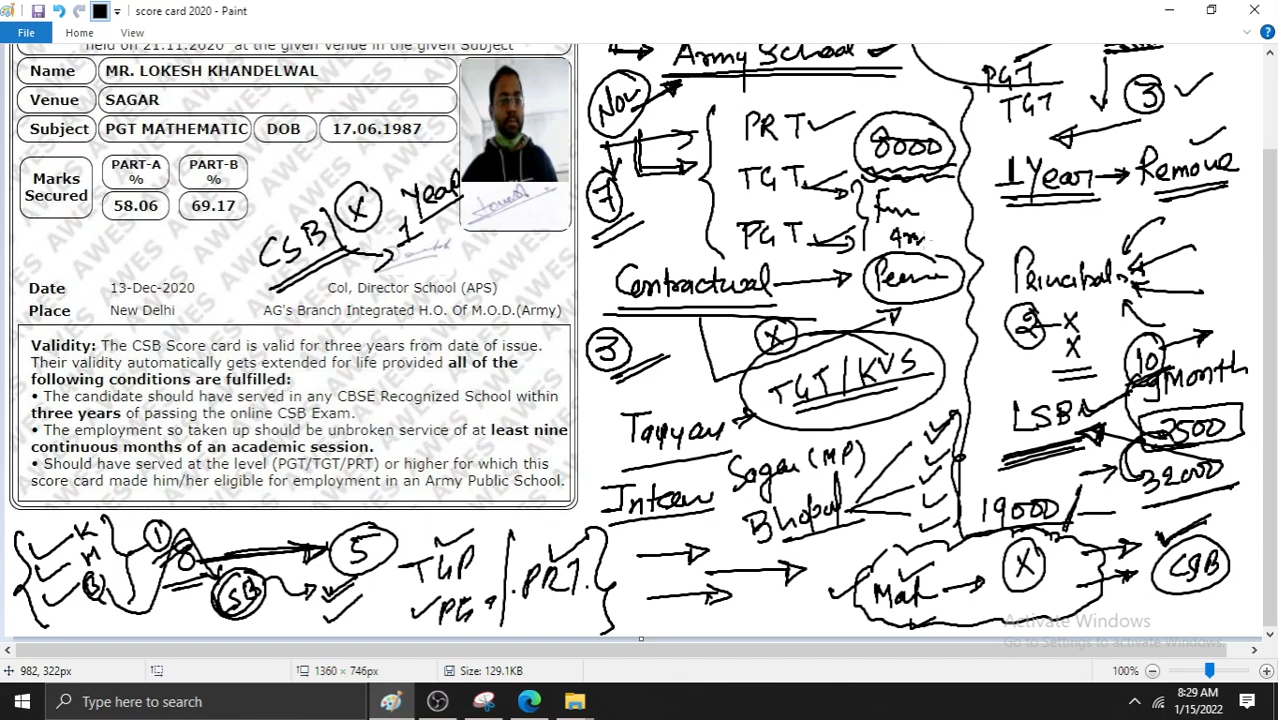 score card 2020 - Paint
File
Home
View
held on 21.11.2020 at the given Venue in the given Subject
Name
MR. LOKESH KHANDELWAL
Venue
SAGAR
Subject
PGT MATHEMATIC
DOB
17.06.1987
Marks Secured
PART-A %
PART-B %
58.06
69.17
CSB X 1 Year
Date
13-Dec-2020
Col, Director School (APS)
Place
New Delhi
AG's Branch Integrated H.O. Of M.O.D.(Army)
Validity: The CSB Score card is valid for three years from date of issue.
Their validity automatically gets extended for life provided all of the
following conditions are fulfilled:
• The candidate should have served in any CBSE Recognized School within
three years of passing the online CSB Exam.
• The employment so taken up should be unbroken service of at least nine
continuous months of an academic session.
• Should have served at the level (PGT/TGT/PRT) or higher for which this
score card made him/her eligible for employment in an Army Public School.
AWES AWES AWES AWES
Army School
Nov
PRT
8000
7
TGT
PGT
Contractual
3
X
TGT/KVS
Sagar (MP)
Bhopal
PGT
TGT
3
1 Year
Remove
Principal
2
X
X
10
Month
LSB
2500
32000
19000
X
CSB
K
M
B
1
8
CSB
5
PRT
Activate Windows
Go to Settings to activate Windows.
982, 322px
1360 × 746px
Size: 129.1KB
100%
Type here to search
8:29 AM
1/15/2022